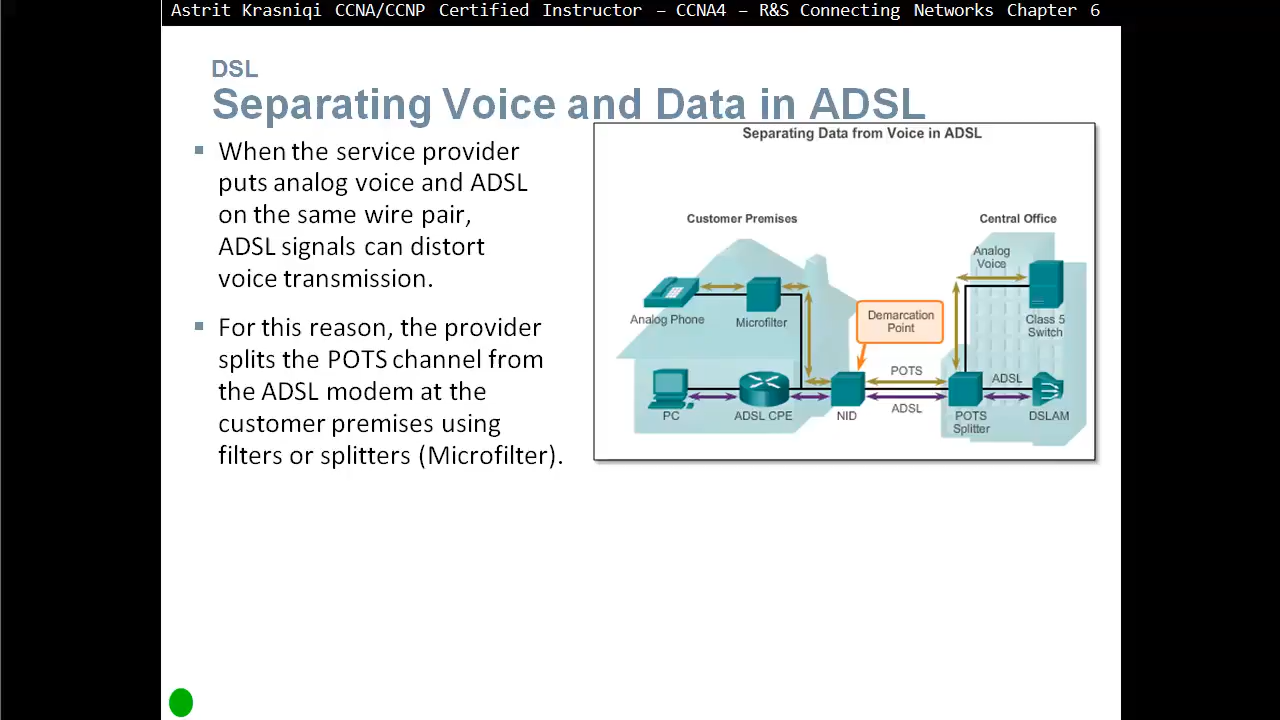 Astrit Krasniqi CCNA/CCNP Certified Instructor – CCNA4 – R&S Connecting Networks Chapter 6
DSL
Separating Voice and Data in ADSL
When the service provider
puts analog voice and ADSL
on the same wire pair,
ADSL signals can distort
voice transmission.
For this reason, the provider
splits the POTS channel from
the ADSL modem at the
customer premises using
filters or splitters (Microfilter).
Separating Data from Voice in ADSL
Customer Premises
Central Office
Analog
Voice
Analog Phone
Microfilter
Demarcation
Point
Class 5
Switch
POTS
ADSL
PC
ADSL CPE
NID
ADSL
POTS
Splitter
DSLAM